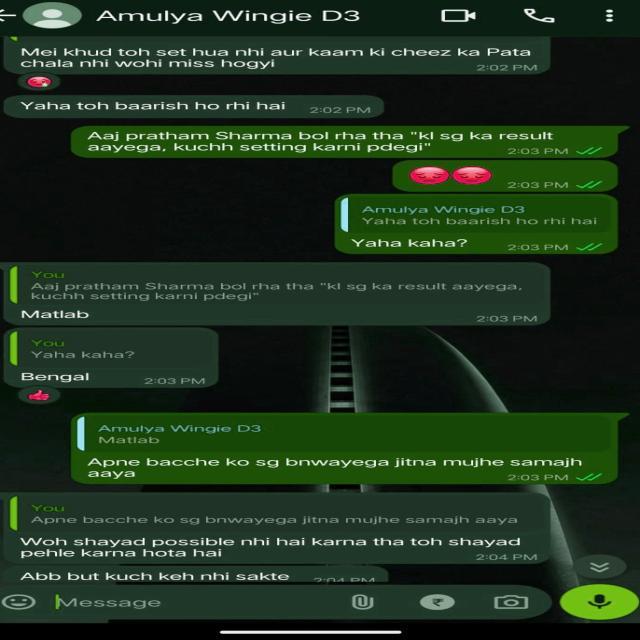 Amulya Wingie D3
Mei khud toh set hua nhi aur kaam ki cheez ka Pata
chala nhi wohi miss hogyi
2:02 PM
Yaha toh baarish ho rhi hai 2:02 PM
Aaj pratham Sharma bol rha tha "kl sg ka result
aayega, kuchh setting karni pdegi"
2:03 PM
2:03 PM
Amulya Wingie D3
Yaha toh baarish ho rhi hai
Yaha kaha? 2:03 PM
You
Aaj pratham Sharma bol rha tha "kl sg ka result aayega,
kuchh setting karni pdegi"
Matlab 2:03 PM
You
Yaha kaha?
Bengal 2:03 PM
Amulya Wingie D3
Matlab
Apne bacche ko sg bnwayega jitna mujhe samajh
aaya 2:03 PM
You
Apne bacche ko sg bnwayega jitna mujhe samajh aaya
Woh shayad possible nhi hai karna tha toh shayad
pehle karna hota hai 2:04 PM
Abb but kuch keh nhi sakte 2:04 PM
Message ₹